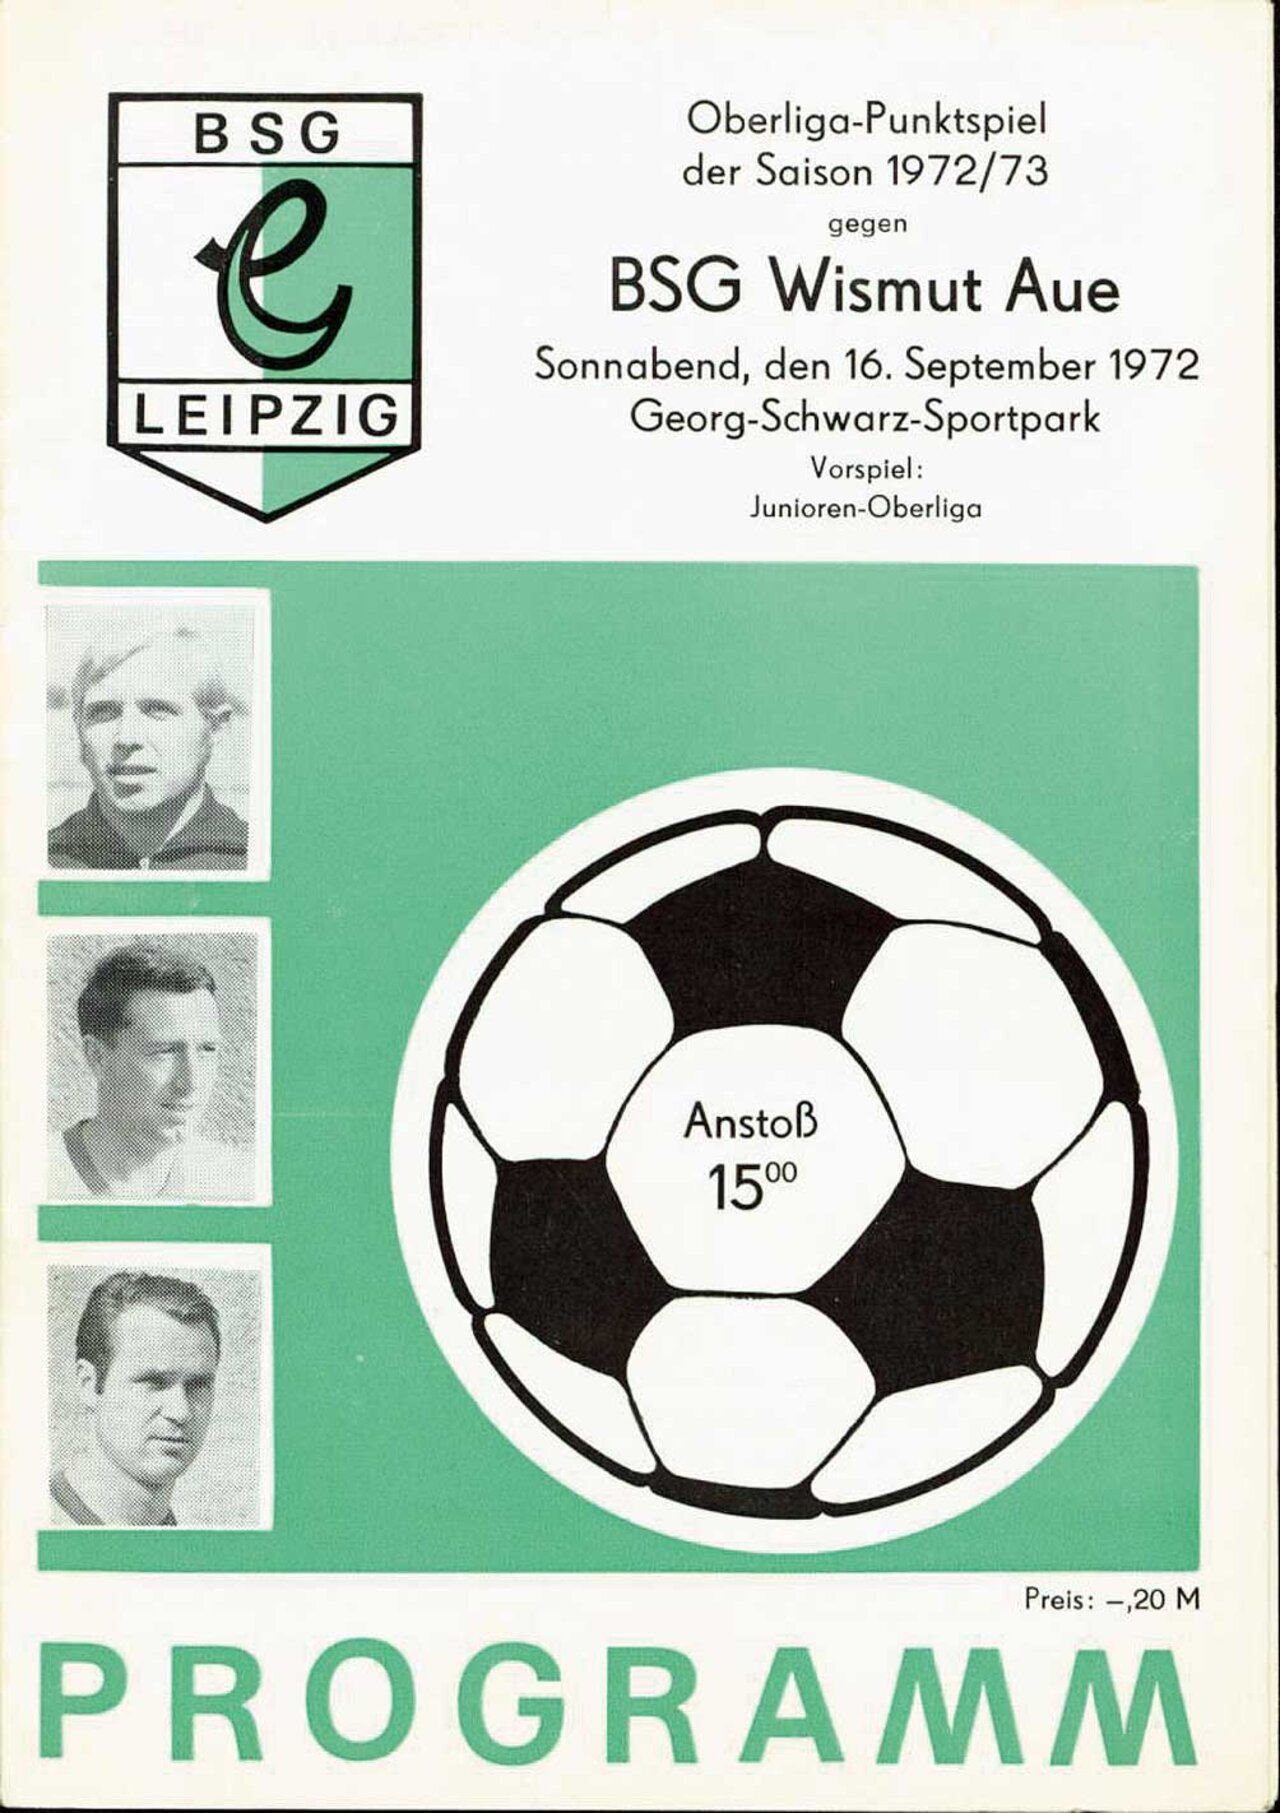 BSG
e
LEIPZIG
Oberliga-Punktspiel
der Saison 1972/73
gegen
BSG Wismut Aue
Sonnabend, den 16. September 1972
Georg-Schwarz-Sportpark
Vorspiel:
Junioren-Oberliga
Anstoß
15⁰⁰
Preis: –,20 M
PROGRAMM